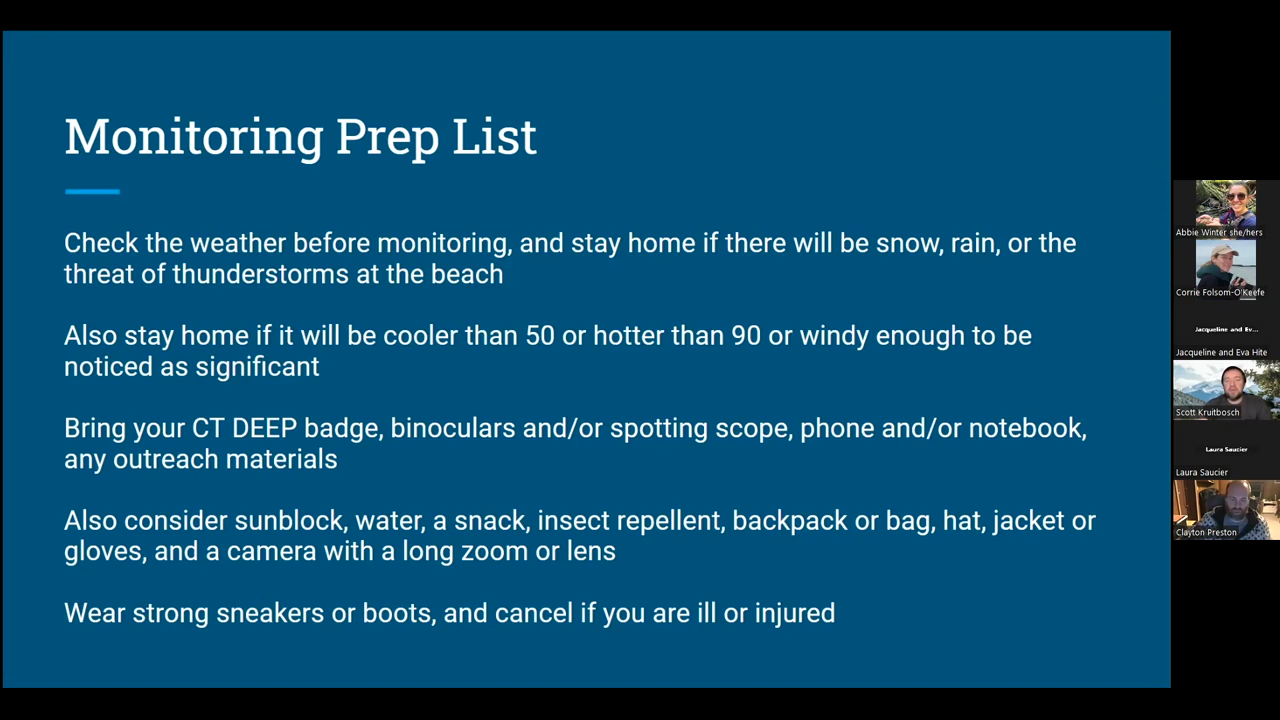 Monitoring Prep List
Check the weather before monitoring, and stay home if there will be snow, rain, or the
threat of thunderstorms at the beach
Also stay home if it will be cooler than 50 or hotter than 90 or windy enough to be
noticed as significant
Bring your CT DEEP badge, binoculars and/or spotting scope, phone and/or notebook,
any outreach materials
Also consider sunblock, water, a snack, insect repellent, backpack or bag, hat, jacket or
gloves, and a camera with a long zoom or lens
Wear strong sneakers or boots, and cancel if you are ill or injured
Abbie Winter she/hers
Corrie Folsom-O'Keefe
Jacqueline and Ev...
Jacqueline and Eva Hite
Scott Kruitbosch
Laura Saucier
Laura Saucier
Clayton Preston